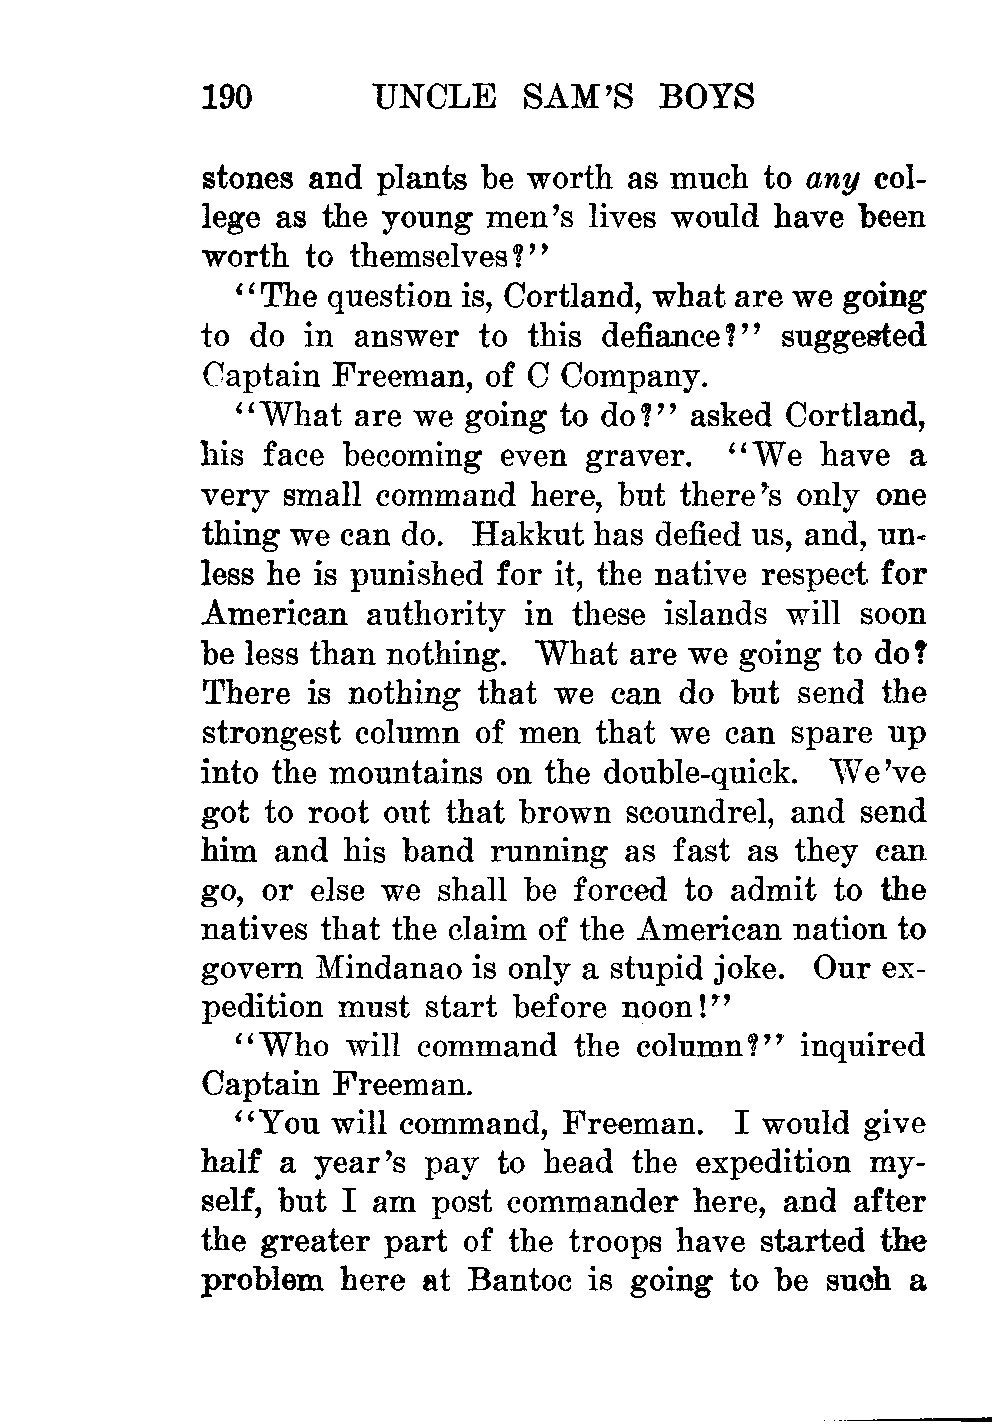 190 UNCLE SAM'S BOYS
stones and plants be worth as much to any col-
lege as the young men's lives would have been
worth to themselves?''
‘‘The question is, Cortland, what are we going
to do in answer to this defiance?’’ suggested
Captain Freeman, of C Company.
‘‘What are we going to do?’’ asked Cortland,
his face becoming even graver. ‘‘We have a
very small command here, but there's only one
thing we can do. Hakkut has defied us, and, un-
less he is punished for it, the native respect for
American authority in these islands will soon
be less than nothing. What are we going to do?
There is nothing that we can do but send the
strongest column of men that we can spare up
into the mountains on the double-quick. We've
got to root out that brown scoundrel, and send
him and his band running as fast as they can
go, or else we shall be forced to admit to the
natives that the claim of the American nation to
govern Mindanao is only a stupid joke. Our ex-
pedition must start before noon!’’
‘‘Who will command the column?’’ inquired
Captain Freeman.
‘‘You will command, Freeman. I would give
half a year's pay to head the expedition my-
self, but I am post commander here, and after
the greater part of the troops have started the
problem here at Bantoc is going to be such a